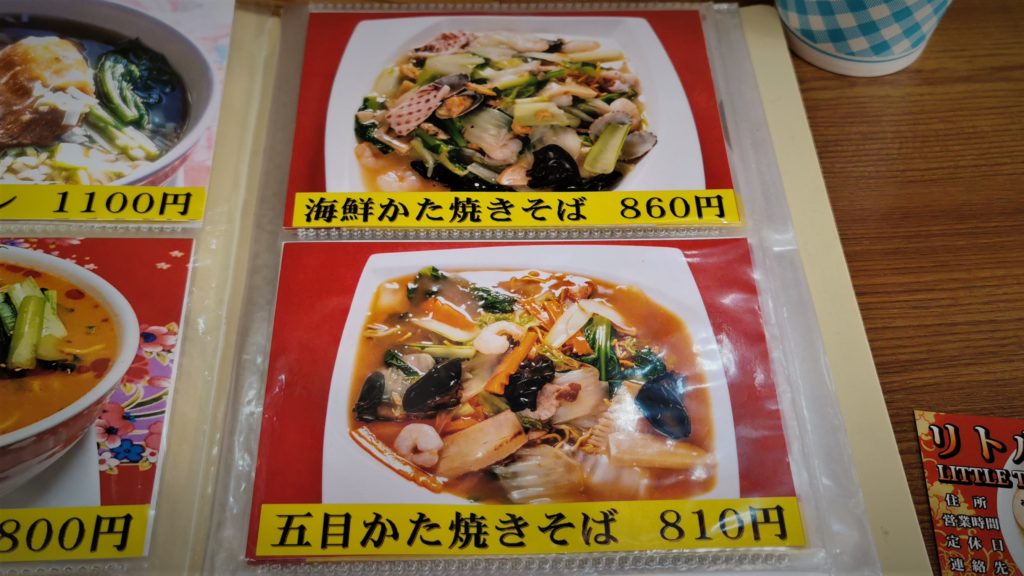 ン 1100円
800円
海鮮かた焼きそば 860円
五目かた焼きそば 810円
リト
LITTLE T
住所
営業時間
定休日
連絡先